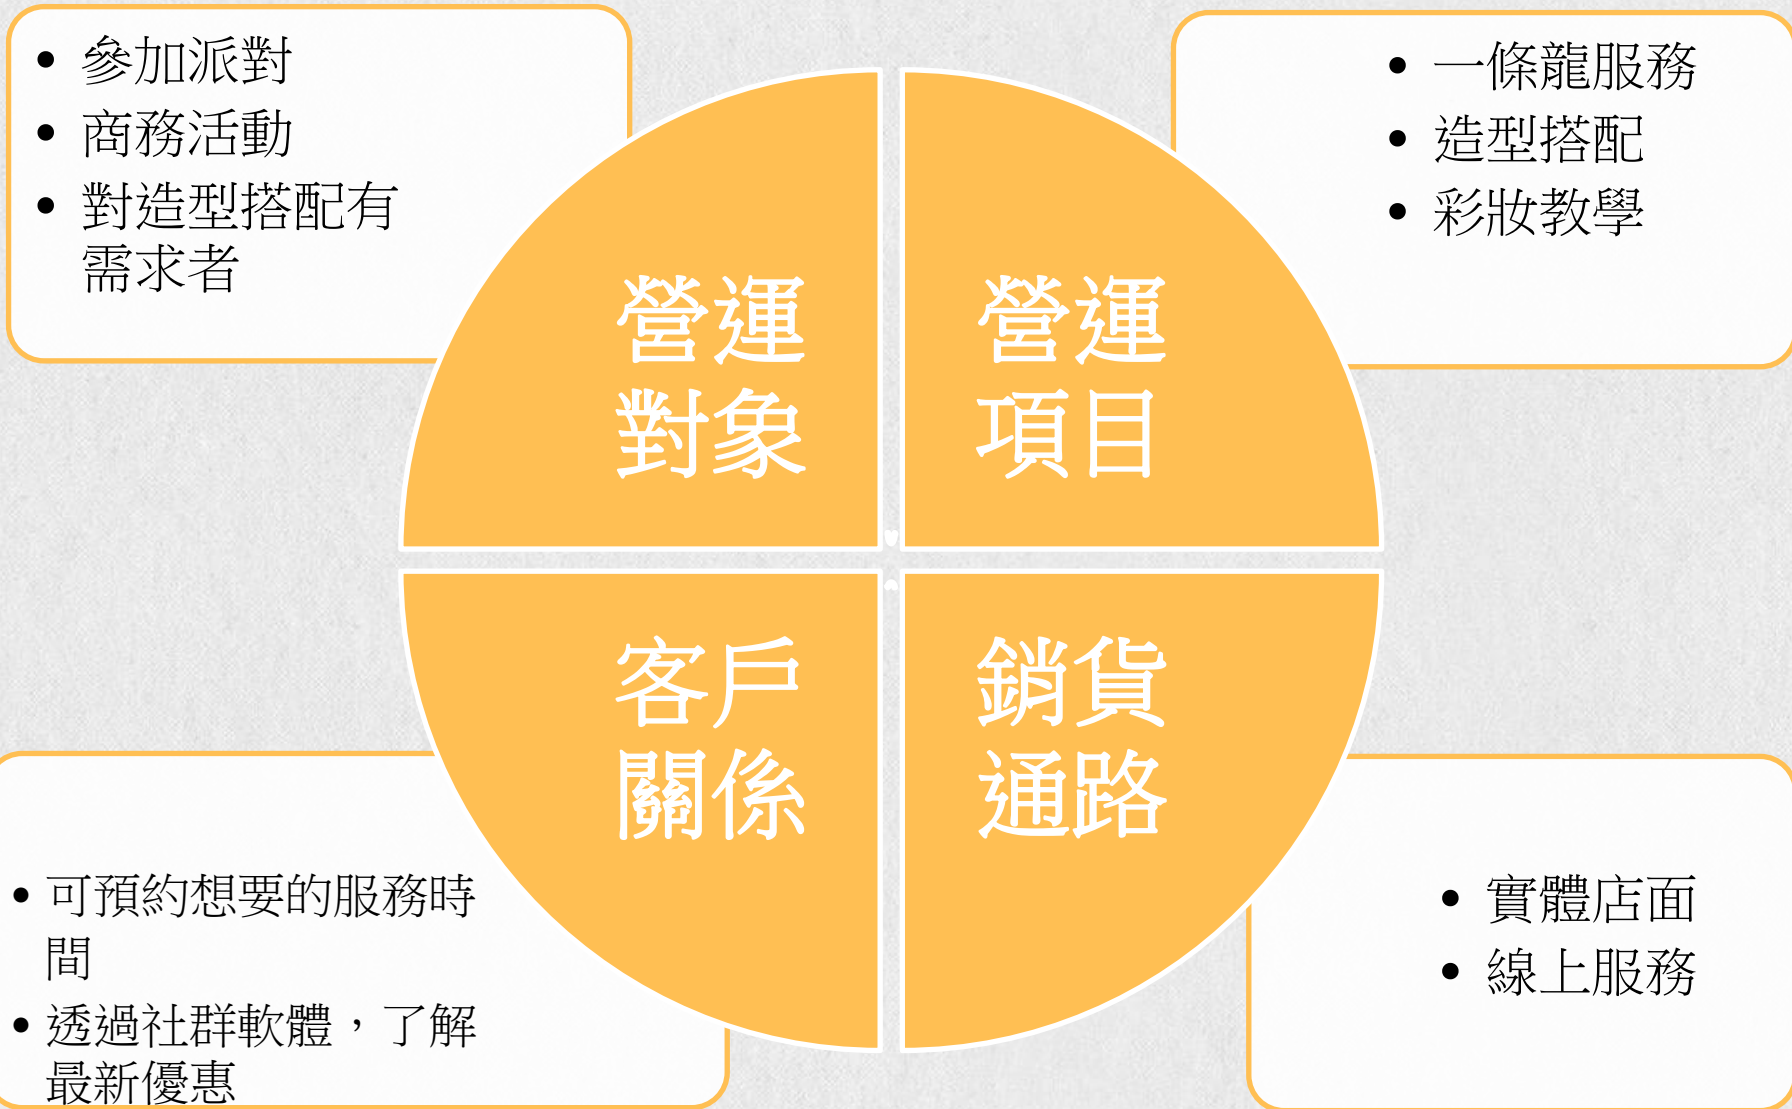 • 參加派對
• 商務活動
• 對造型搭配有
需求者
• 一條龍服務
• 造型搭配
• 彩妝教學
營運
對象
營運
項目
客戶
關係
銷貨
通路
• 可預約想要的服務時
間
• 透過社群軟體，了解
最新優惠
• 實體店面
• 線上服務